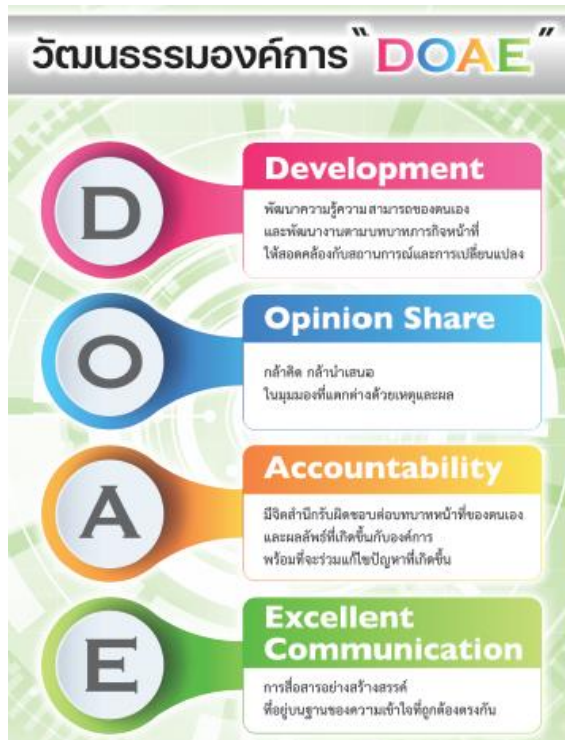 วัฒนธรรมองค์การ "DOAE"
D
Development
พัฒนาความรู้ความสามารถของตนเอง
และพัฒนางานตามบทบาทภารกิจหน้าที่
ให้สอดคล้องกับสถานการณ์และการเปลี่ยนแปลง
O
Opinion Share
กล้าคิด กล้านำเสนอ
ในมุมมองที่แตกต่างด้วยเหตุและผล
A
Accountability
มีจิตสำนึกรับผิดชอบต่อบทบาทหน้าที่ของตนเอง
และผลลัพธ์ที่เกิดขึ้นกับองค์การ
พร้อมที่จะร่วมแก้ไขปัญหาที่เกิดขึ้น
E
Excellent
Communication
การสื่อสารอย่างสร้างสรรค์
ที่อยู่บนฐานของความเข้าใจที่ถูกต้องตรงกัน